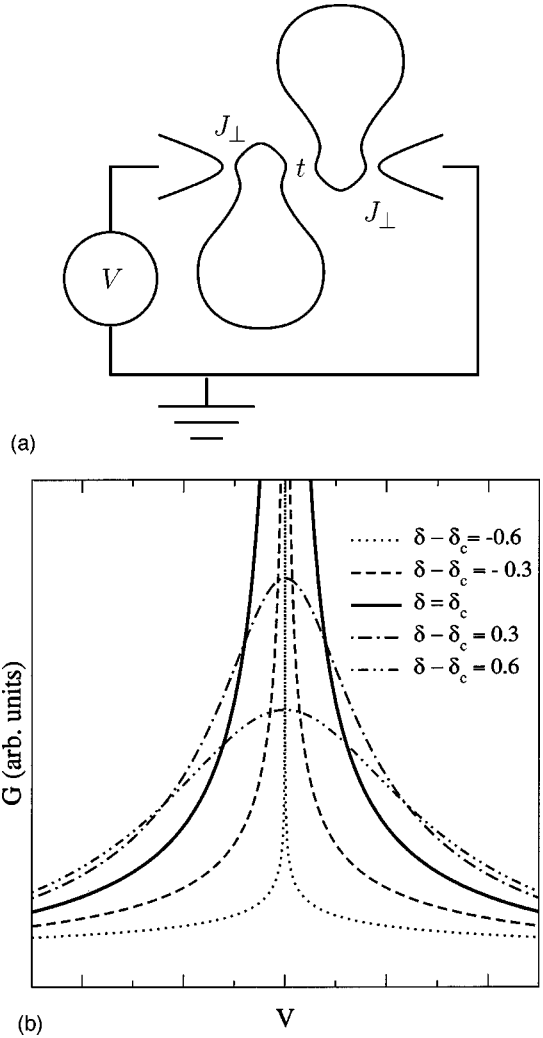 J⊥
t
J⊥
V
(a)
δ − δc = -0.6
δ − δc = - 0.3
δ = δc
δ − δc = 0.3
δ − δc = 0.6
G (arb. units)
V
(b)